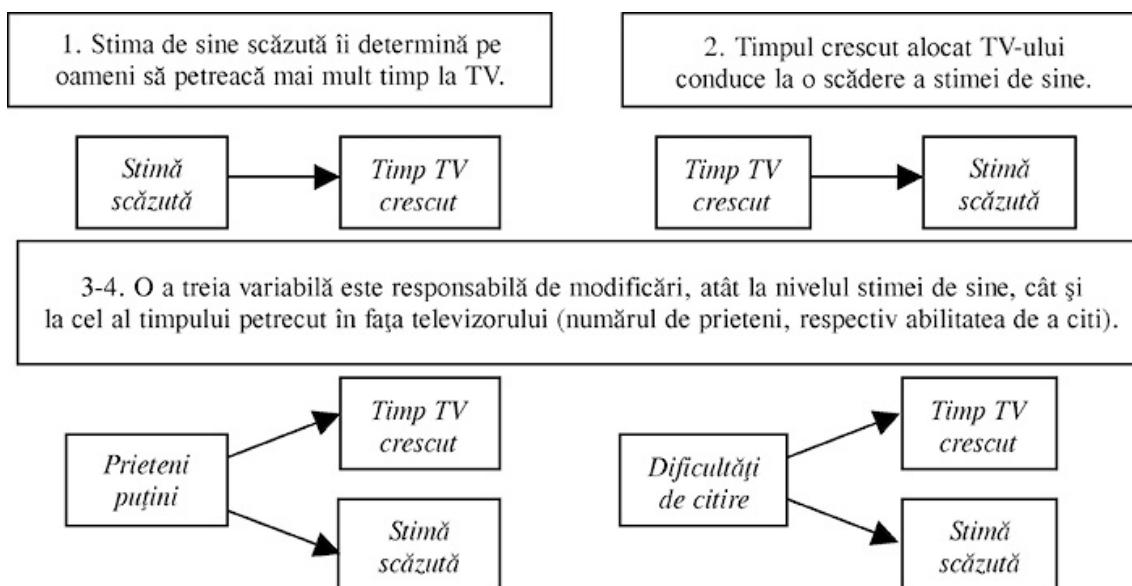 1. Stima de sine scăzută îi determină pe
oameni să petreacă mai mult timp la TV.
2. Timpul crescut alocat TV-ului
conduce la o scădere a stimei de sine.
Stimă
scăzută
Timp TV
crescut
Timp TV
crescut
Stimă
scăzută
3-4. O a treia variabilă este responsabilă de modificări, atât la nivelul stimei de sine, cât şi
la cel al timpului petrecut în faţa televizorului (numărul de prieteni, respectiv abilitatea de a citi).
Prieteni
puţini
Timp TV
crescut
Stimă
scăzută
Dificultăţi
de citire
Timp TV
crescut
Stimă
scăzută